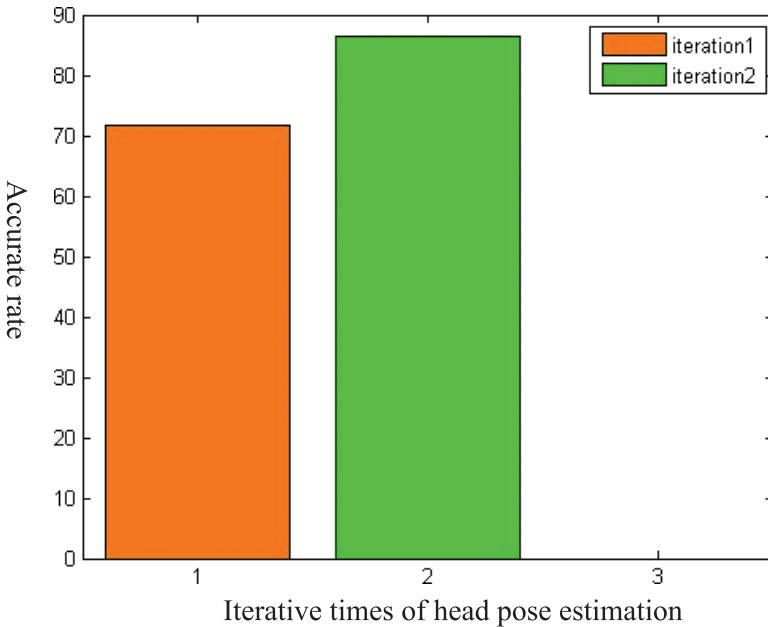 90
80
70
60
50
40
30
20
10
0
Accurate rate
iteration1
iteration2
1 2 3
Iterative times of head pose estimation